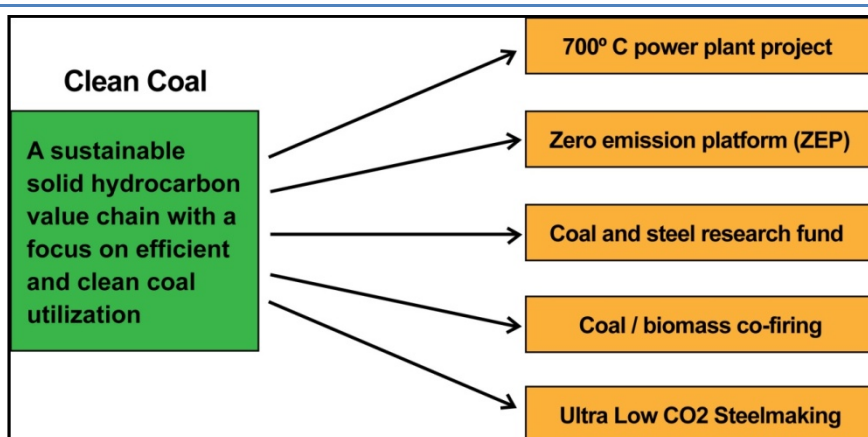 Clean Coal
A sustainable
solid hydrocarbon
value chain with a
focus on efficient
and clean coal
utilization
700º C power plant project
Zero emission platform (ZEP)
Coal and steel research fund
Coal / biomass co-firing
Ultra Low CO2 Steelmaking